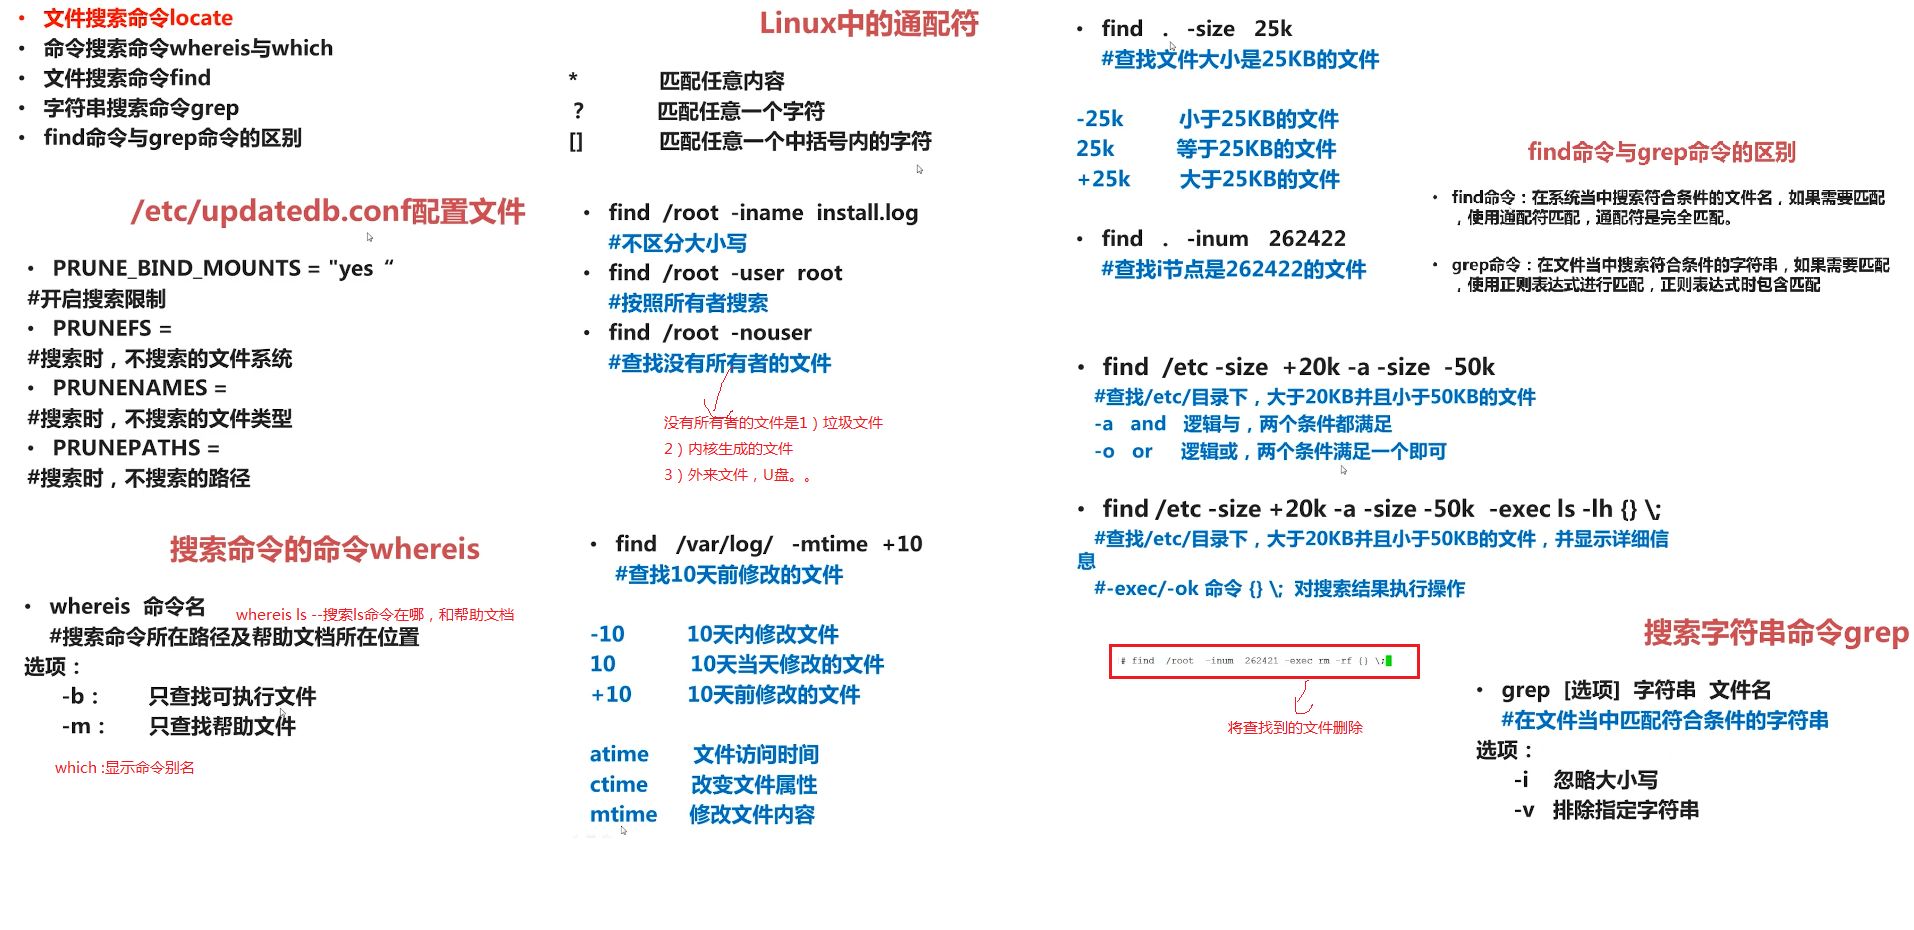 • 文件搜索命令locate
• 命令搜索命令whereis与which
• 文件搜索命令find
• 字符串搜索命令grep
• find命令与grep命令的区别
/etc/updatedb.conf配置文件
• PRUNE_BIND_MOUNTS = "yes “
#开启搜索限制
• PRUNEFS =
#搜索时，不搜索的文件系统
• PRUNENAMES =
#搜索时，不搜索的文件类型
• PRUNEPATHS =
#搜索时，不搜索的路径
搜索命令的命令whereis
• whereis 命令名
whereis ls --搜索ls命令在哪，和帮助文档
#搜索命令所在路径及帮助文档所在位置
选项：
-b： 只查找可执行文件
-m： 只查找帮助文件
which :显示命令别名
Linux中的通配符
* 匹配任意内容
? 匹配任意一个字符
[] 匹配任意一个中括号内的字符
• find /root -iname install.log
#不区分大小写
• find /root -user root
#按照所有者搜索
• find /root -nouser
#查找没有所有者的文件
没有所有者的文件是1）垃圾文件
2）内核生成的文件
3）外来文件，U盘。。
• find /var/log/ -mtime +10
#查找10天前修改的文件
-10 10天内修改文件
10 10天当天修改的文件
+10 10天前修改的文件
atime 文件访问时间
ctime 改变文件属性
mtime 修改文件内容
• find . -size 25k
#查找文件大小是25KB的文件
-25k 小于25KB的文件
25k 等于25KB的文件
+25k 大于25KB的文件
• find . -inum 262422
#查找i节点是262422的文件
find命令与grep命令的区别
• find命令：在系统当中搜索符合条件的文件名，如果需要匹配
，使用通配符匹配，通配符是完全匹配。
• grep命令：在文件当中搜索符合条件的字符串，如果需要匹配
，使用正则表达式进行匹配，正则表达式时包含匹配
• find /etc -size +20k -a -size -50k
#查找/etc/目录下，大于20KB并且小于50KB的文件
-a and 逻辑与，两个条件都满足
-o or 逻辑或，两个条件满足一个即可
• find /etc -size +20k -a -size -50k -exec ls -lh {} \;
#查找/etc/目录下，大于20KB并且小于50KB的文件，并显示详细信
息
#-exec/-ok 命令 {} \; 对搜索结果执行操作
# find /root -inum 262421 -exec rm -rf {} \;
将查找到的文件删除
搜索字符串命令grep
• grep [选项] 字符串 文件名
#在文件当中匹配符合条件的字符串
选项：
-i 忽略大小写
-v 排除指定字符串